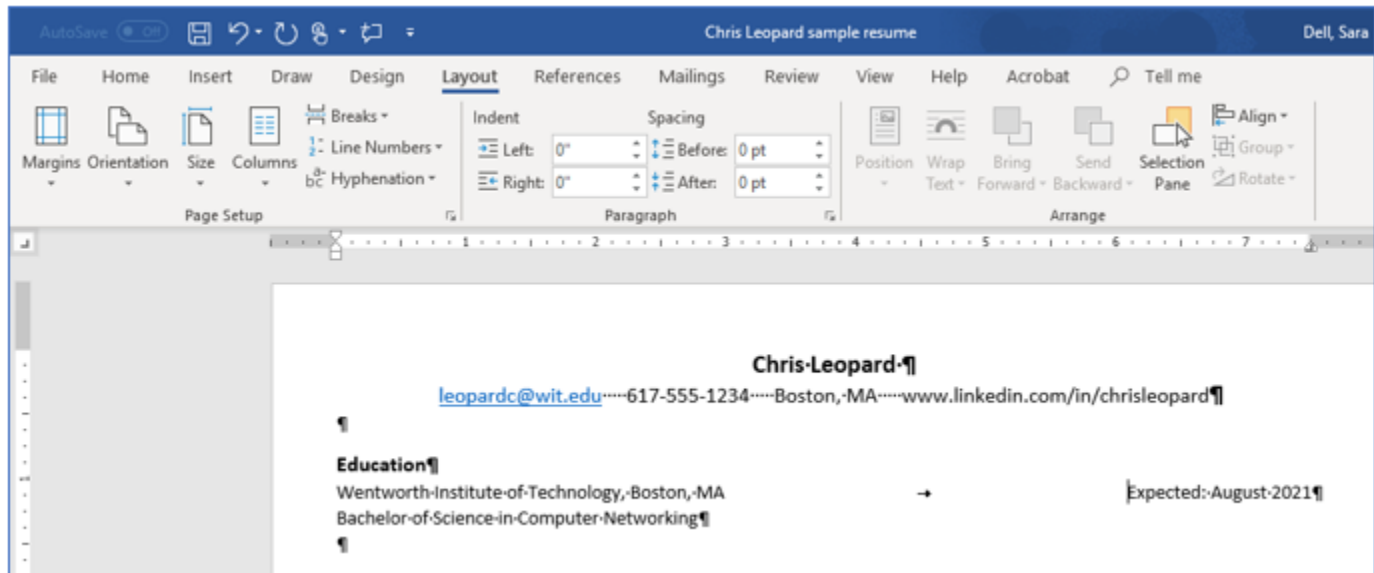 AutoSave Off Chris Leopard sample resume Dell, Sara
File Home Insert Draw Design Layout References Mailings Review View Help Acrobat Tell me
Margins Orientation Size Columns
Breaks
Line Numbers
Hyphenation
Page Setup
Indent
Left: 0"
Right: 0"
Spacing
Before: 0 pt
After: 0 pt
Paragraph
Position Wrap Text Bring Forward Send Backward Selection Pane
Align
Group
Rotate
Arrange
1 2 3 4 5 6 7
Chris·Leopard·¶
leopardc@wit.edu·····617-555-1234·····Boston,·MA·····www.linkedin.com/in/chrisleopard¶
¶
Education¶
Wentworth·Institute·of·Technology,·Boston,·MA → Expected:·August·2021¶
Bachelor·of·Science·in·Computer·Networking¶
¶